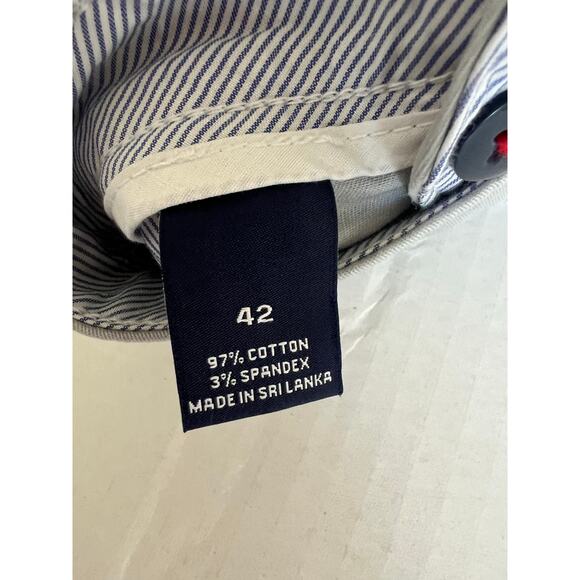 42
97% COTTON
3% SPANDEX
MADE IN SRI LANKA